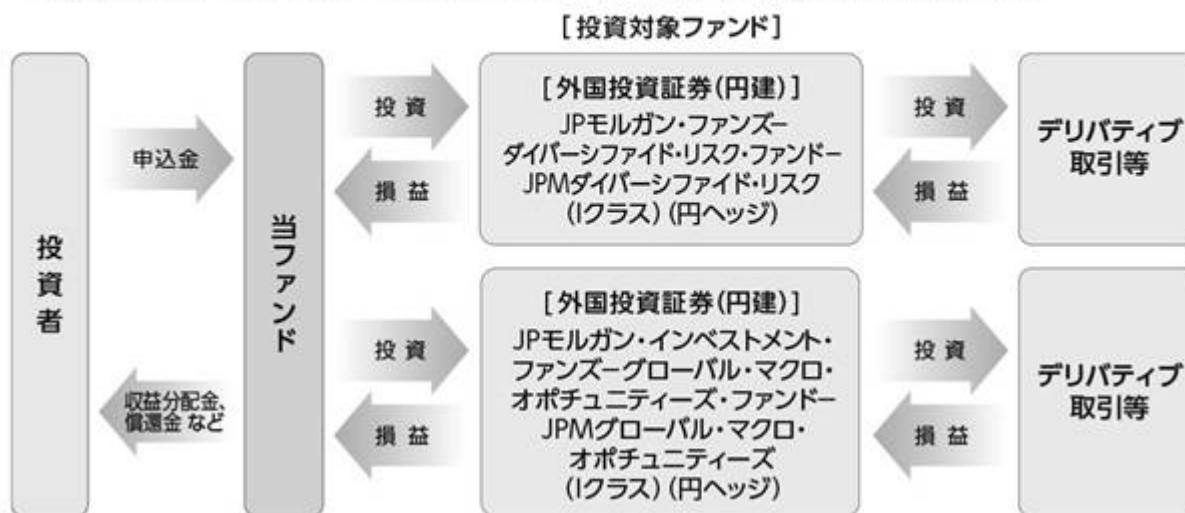 [投資対象ファンド]
投資者
申込金
収益分配金、
償還金 など
当ファンド
投資
損益
[外国投資証券(円建)]
JPモルガン・ファンズー
ダイバーシファイド・リスク・ファンドー
JPMダイバーシファイド・リスク
(Iクラス)(円ヘッジ)
投資
損益
デリバティブ
取引等
投資
損益
[外国投資証券(円建)]
JPモルガン・インベストメント・
ファンズーグローバル・マクロ・
オポチュニティーズ・ファンドー
JPMグローバル・マクロ・
オポチュニティーズ
(Iクラス)(円ヘッジ)
投資
損益
デリバティブ
取引等